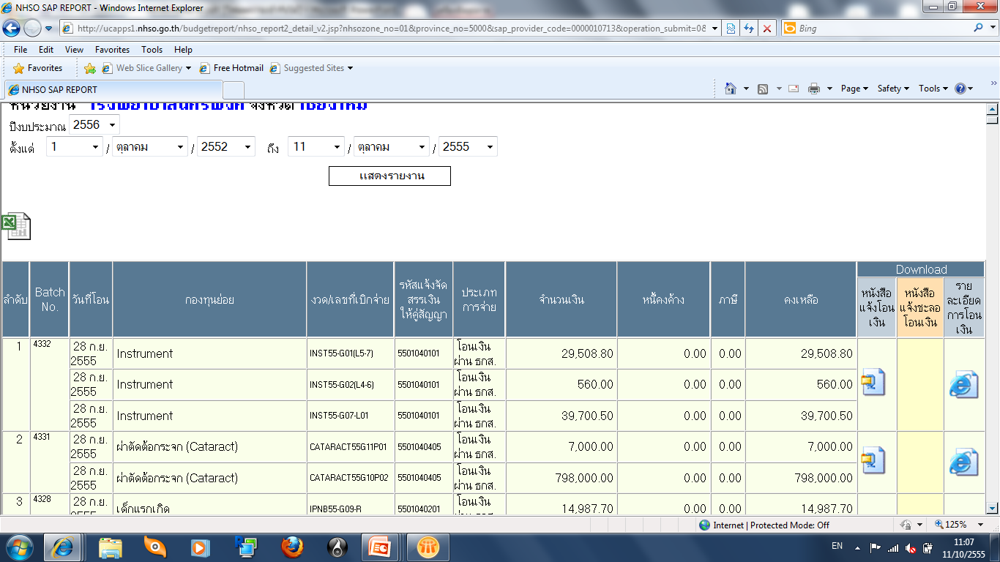 NHSO SAP REPORT - Windows Internet Explorer
http://ucapps1.nhso.go.th/budgetreport/nhso_report2_detail_v2.jsp?nhsozone_no=01&province_no=5000&sap_provider_code=0000010713&operation_submit=0&
Bing
File Edit View Favorites Tools Help
Favorites Web Slice Gallery Free Hotmail Suggested Sites
NHSO SAP REPORT
Page Safety Tools
หน่วยงาน โรงพยาบาลนครพิงค์ จังหวัด เชียงใหม่
ปีงบประมาณ 2556
ตั้งแต่ 1 / ตุลาคม / 2552 ถึง 11 / ตุลาคม / 2555
แสดงรายงาน
ลำดับ Batch No. วันที่โอน กองทุนย่อย งวด/เลขที่เบิกจ่าย รหัสแจ้งจัดสรรเงินให้คู่สัญญา ประเภทการจ่าย จำนวนเงิน หนี้คงค้าง ภาษี คงเหลือ Download
หนังสือแจ้งโอนเงิน หนังสือแจ้งชะลอโอนเงิน รายละเอียดการโอนเงิน
1 4332 28 ก.ย. 2555 Instrument INST55-G01(L5-7) 5501040101 โอนเงินผ่าน ธกส. 29,508.80 0.00 0.00 29,508.80
28 ก.ย. 2555 Instrument INST55-G02(L4-6) 5501040101 โอนเงินผ่าน ธกส. 560.00 0.00 0.00 560.00
28 ก.ย. 2555 Instrument INST55-G07-L01 5501040101 โอนเงินผ่าน ธกส. 39,700.50 0.00 0.00 39,700.50
2 4331 28 ก.ย. 2555 ผ่าตัดต้อกระจก (Cataract) CATARACT55G11P01 5501040405 โอนเงินผ่าน ธกส. 7,000.00 0.00 0.00 7,000.00
28 ก.ย. 2555 ผ่าตัดต้อกระจก (Cataract) CATARACT55G10P02 5501040405 โอนเงินผ่าน ธกส. 798,000.00 0.00 0.00 798,000.00
3 4328 28 ก.ย. 2555 เด็กแรกเกิด IPNB55-G09-R 5501040201 โอนเงินผ่าน ธกส. 14,987.70 0.00 0.00 14,987.70
Internet | Protected Mode: Off 125%
EN 11:07
11/10/2555